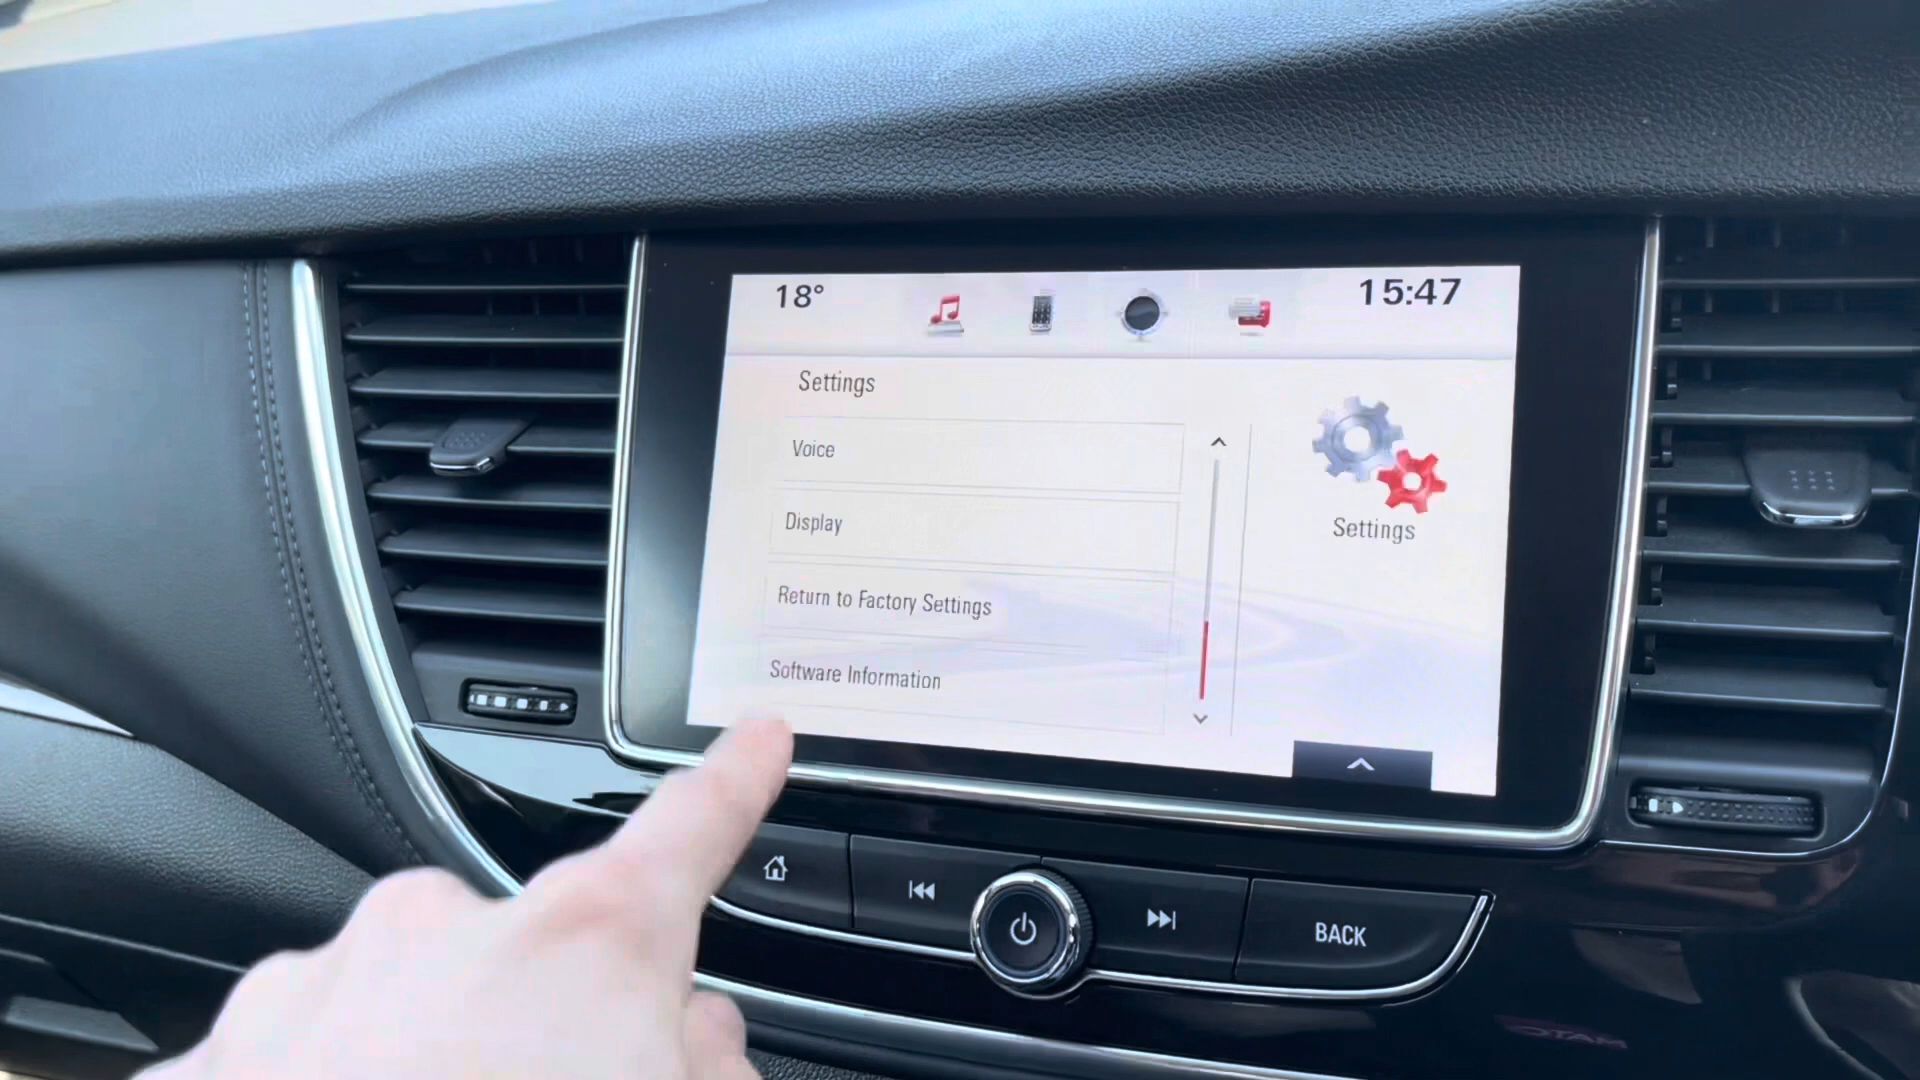 18°
15:47
Settings
Voice
Display
Return to Factory Settings
Software Information
Settings
BACK